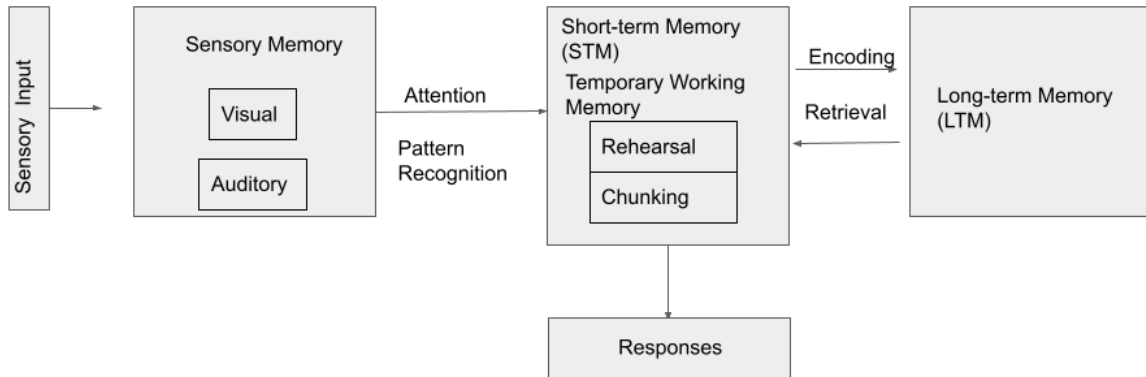 Sensory Input
Sensory Memory
Visual
Auditory
Attention
Pattern
Recognition
Short-term Memory
(STM)
Temporary Working
Memory
Rehearsal
Chunking
Encoding
Retrieval
Long-term Memory
(LTM)
Responses